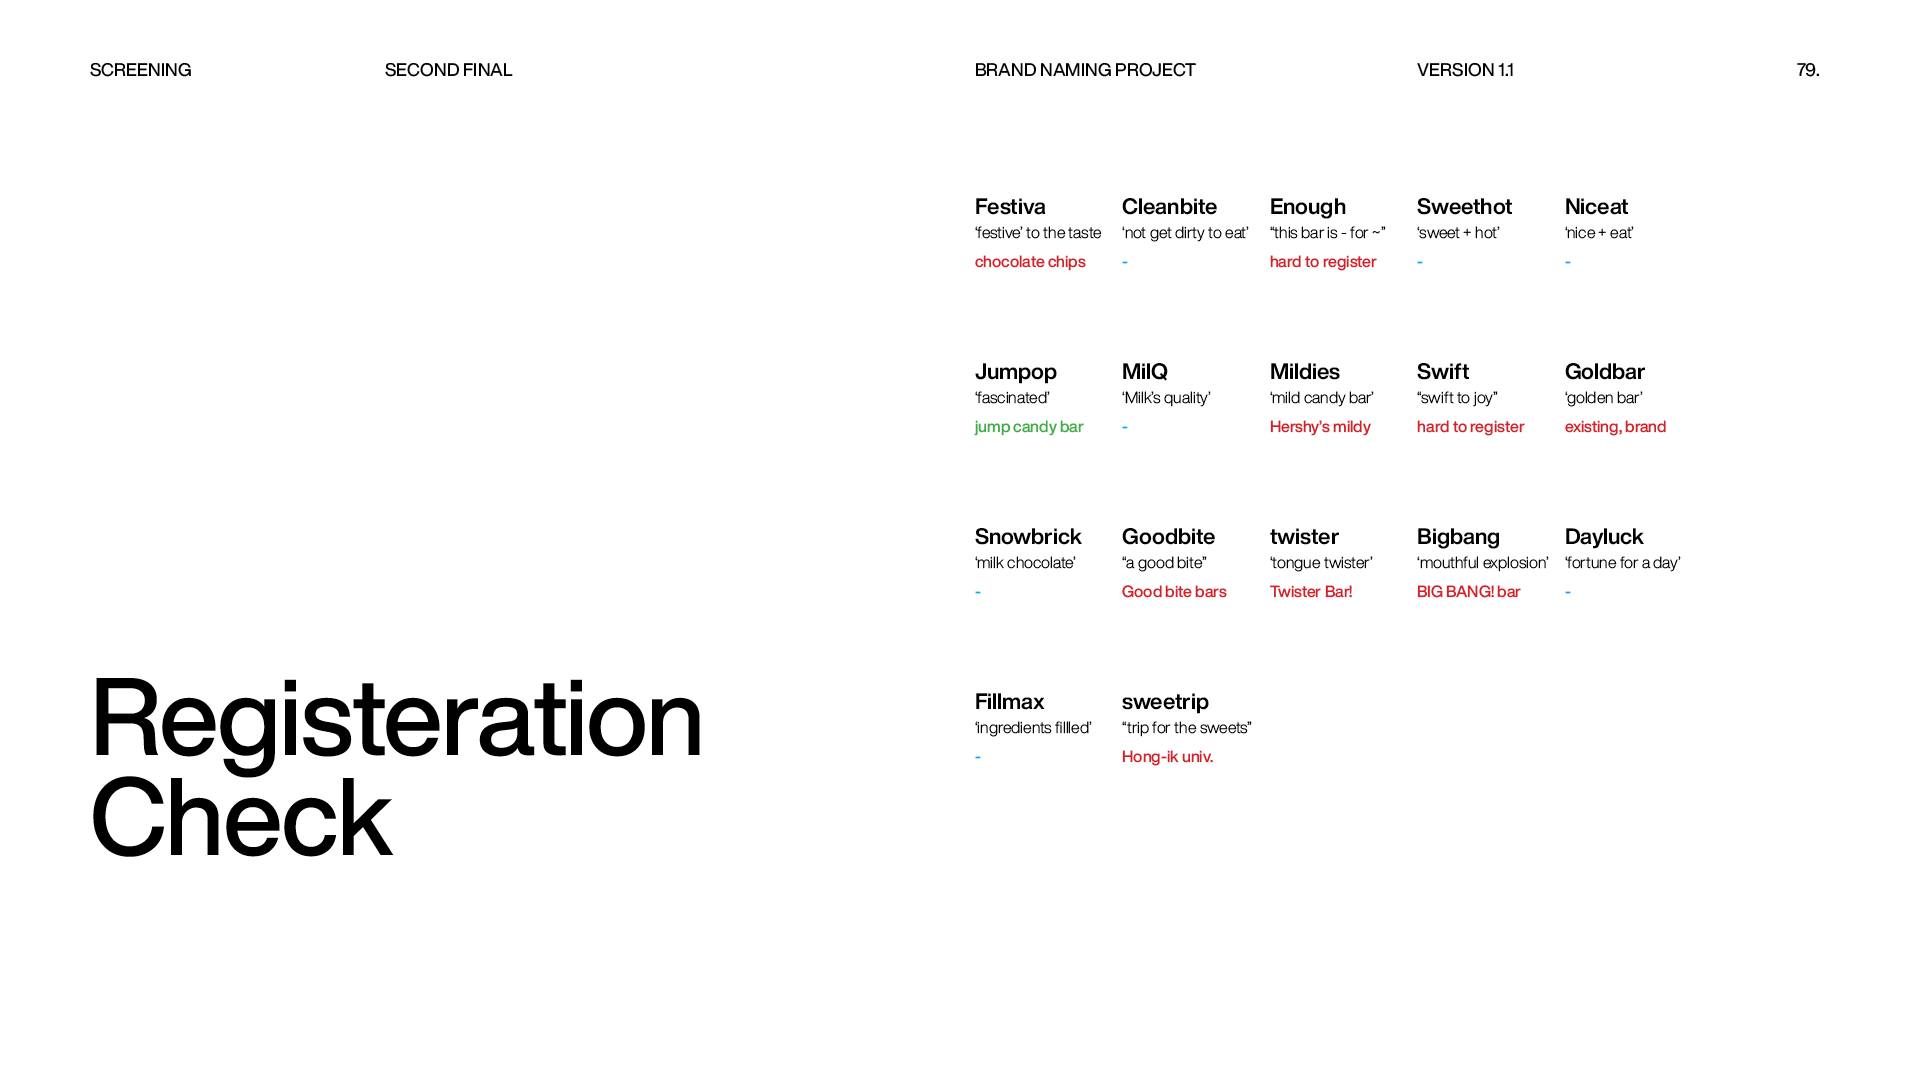 SCREENING
SECOND FINAL
BRAND NAMING PROJECT
VERSION 1.1
79.
Festiva
‘festive’ to the taste
chocolate chips
Cleanbite
‘not get dirty to eat’
-
Enough
“this bar is - for ~”
hard to register
Sweethot
‘sweet + hot’
-
Niceat
‘nice + eat’
-
Jumpop
‘fascinated’
jump candy bar
MilQ
‘Milk’s quality’
-
Mildies
‘mild candy bar’
Hershy’s mildy
Swift
“swift to joy”
hard to register
Goldbar
‘golden bar’
existing, brand
Snowbrick
‘milk chocolate’
-
Goodbite
“a good bite”
Good bite bars
twister
‘tongue twister’
Twister Bar!
Bigbang
‘mouthful explosion’
BIG BANG! bar
Dayluck
‘fortune for a day’
-
Fillmax
‘ingredients fillled’
-
sweetrip
“trip for the sweets”
Hong-ik univ.
Registeration
Check